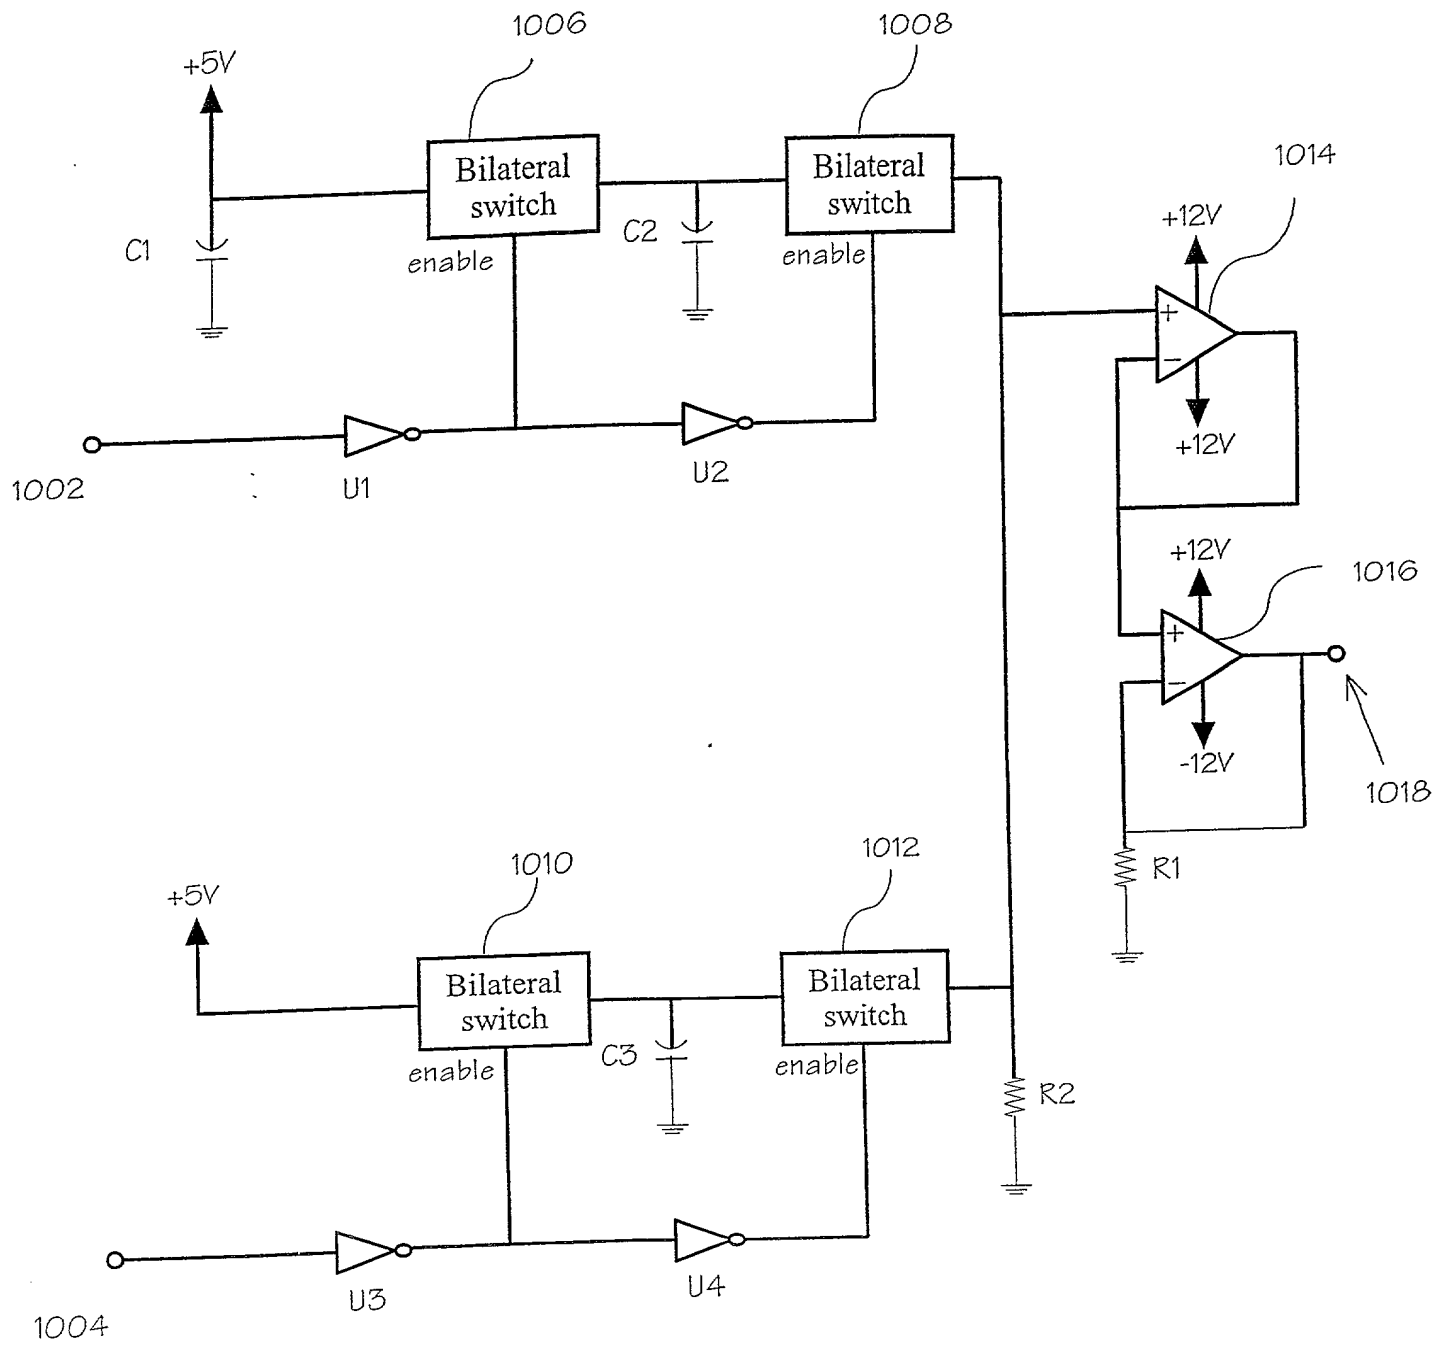 1006
1008
+5V
Bilateral
switch
Bilateral
switch
1014
+12V
C1
C2
enable
enable
+
−
+12V
1002
U1
U2
+12V
1016
+
−
-12V
1018
1010
1012
R1
+5V
Bilateral
switch
Bilateral
switch
enable
C3
enable
R2
U3
U4
1004